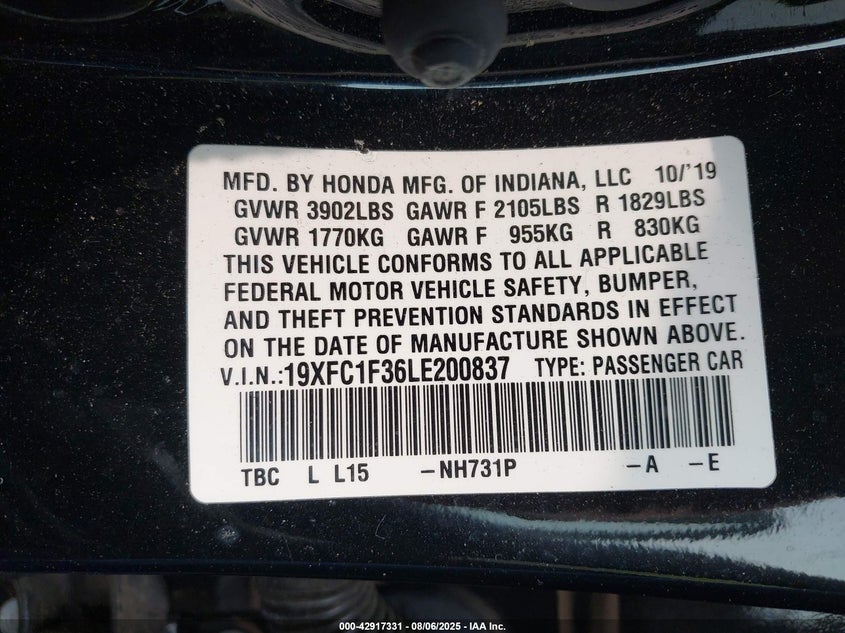 MFD. BY HONDA MFG. OF INDIANA, LLC 10/'19
GVWR 3902LBS GAWR F 2105LBS R 1829LBS
GVWR 1770KG GAWR F 955KG R 830KG
THIS VEHICLE CONFORMS TO ALL APPLICABLE
FEDERAL MOTOR VEHICLE SAFETY, BUMPER,
AND THEFT PREVENTION STANDARDS IN EFFECT
ON THE DATE OF MANUFACTURE SHOWN ABOVE.
V.I.N.:19XFC1F36LE200837 TYPE: PASSENGER CAR
TBC L L15 -NH731P -A -E
000-42917331 - 08/06/2025 - IAA Inc.